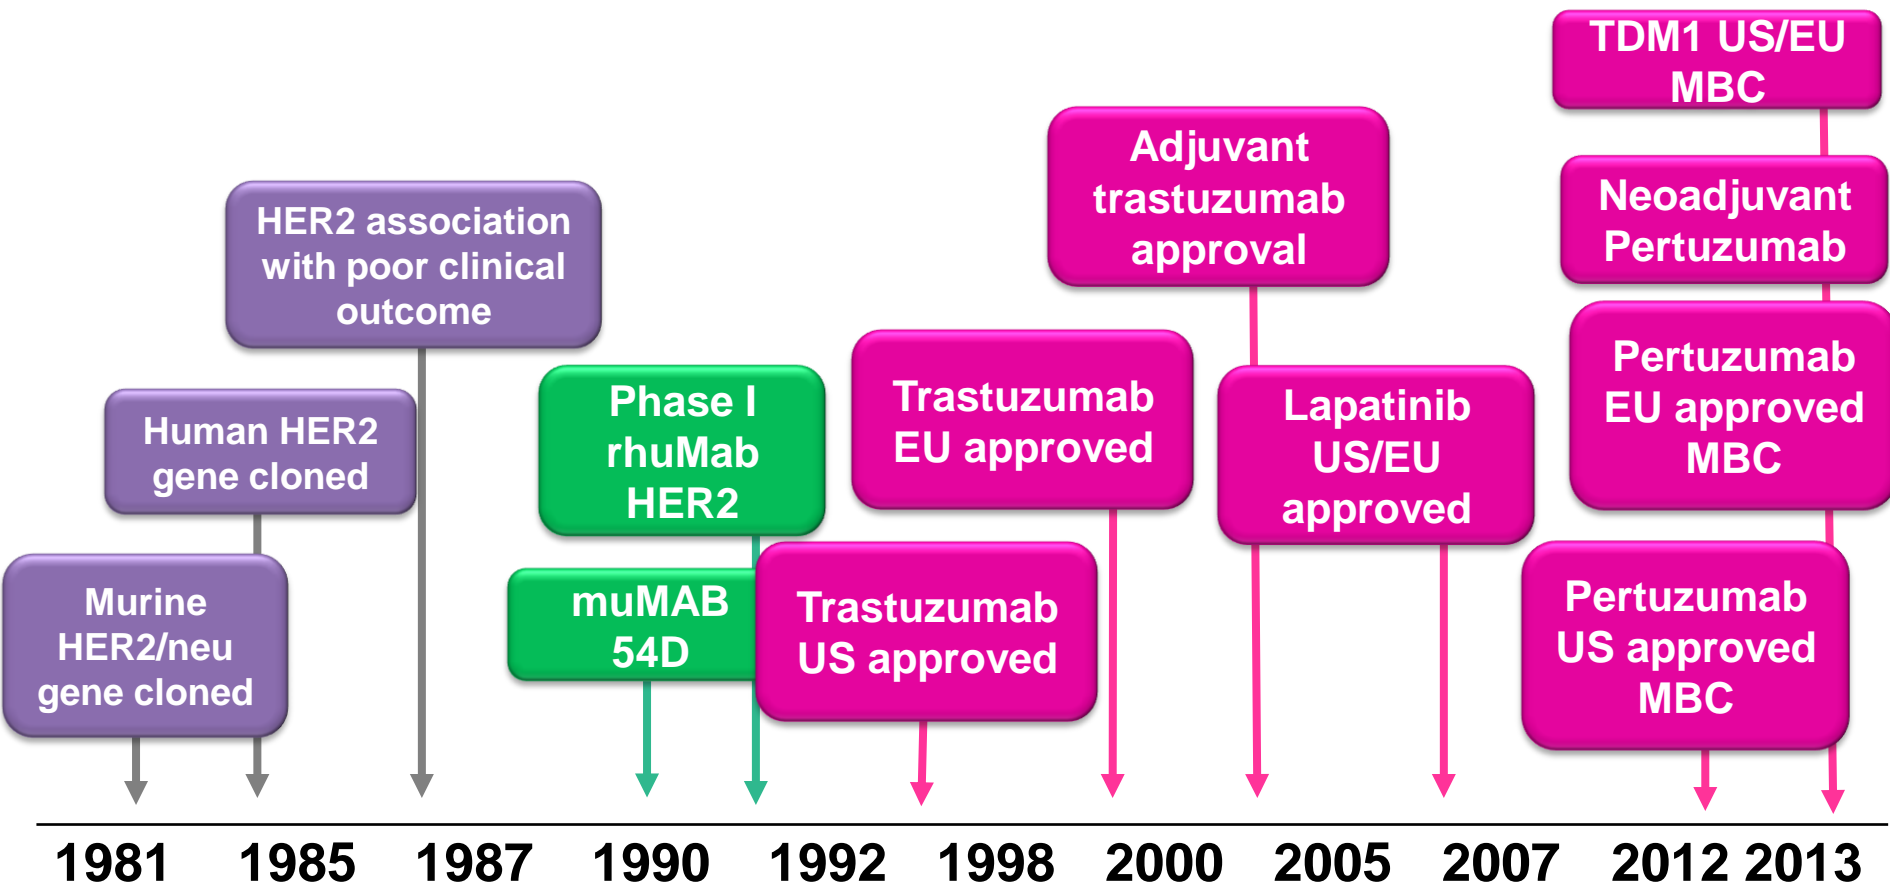 TDM1 US/EU
MBC
Adjuvant
trastuzumab
approval
Neoadjuvant
Pertuzumab
HER2 association
with poor clinical
outcome
Pertuzumab
EU approved
MBC
Trastuzumab
EU approved
Phase I
rhuMab
HER2
Lapatinib
US/EU
approved
Human HER2
gene cloned
Murine
HER2/neu
gene cloned
muMAB
54D
Trastuzumab
US approved
Pertuzumab
US approved
MBC
1981 1985 1987 1990 1992 1998 2000 2005 2007 2012 2013